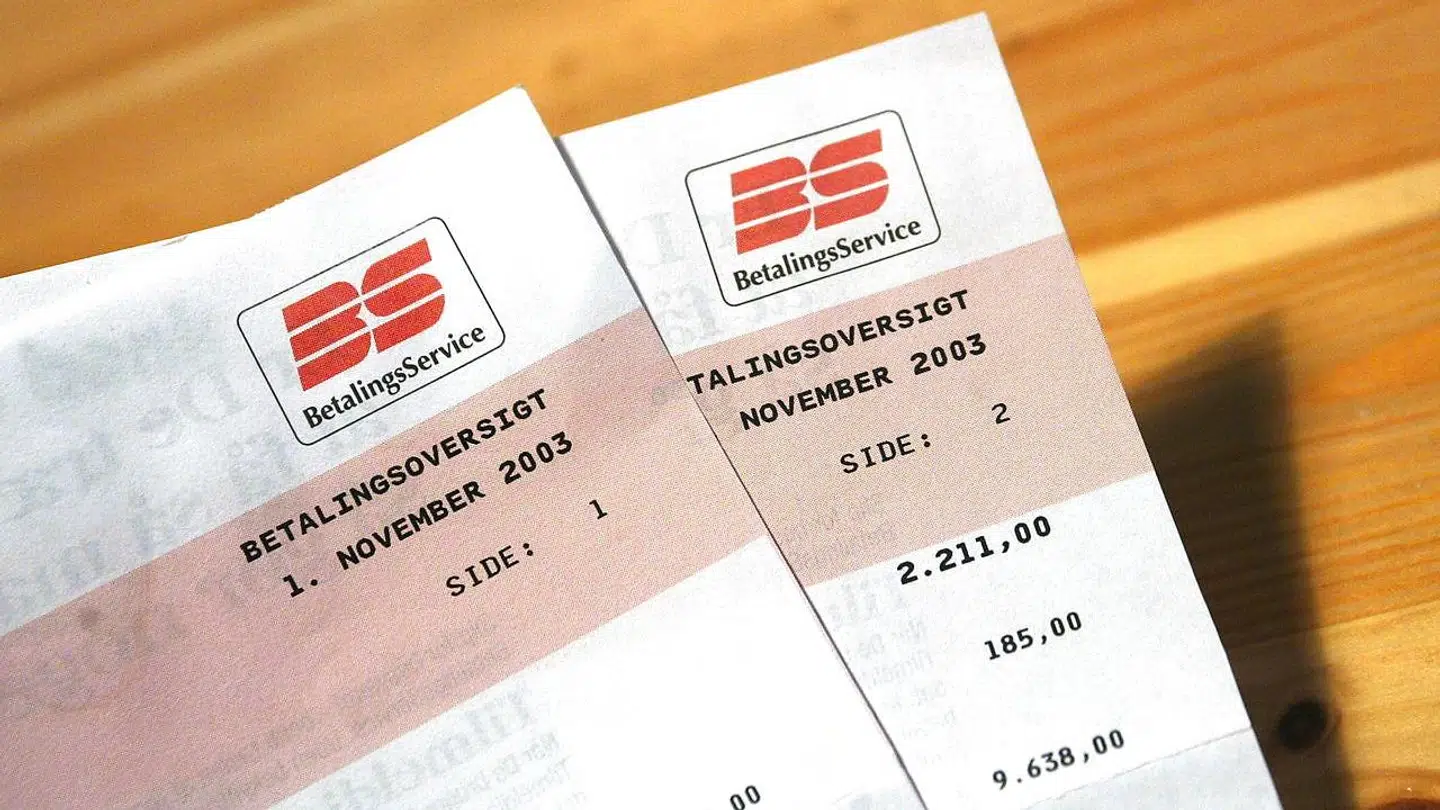 BS
BetalingsService
BETALINGSOVERSIGT
1. NOVEMBER 2003
SIDE: 1
00
BS
BetalingsService
TALINGSOVERSIGT
NOVEMBER 2003
SIDE: 2
2.211,00
185,00
9.638,00